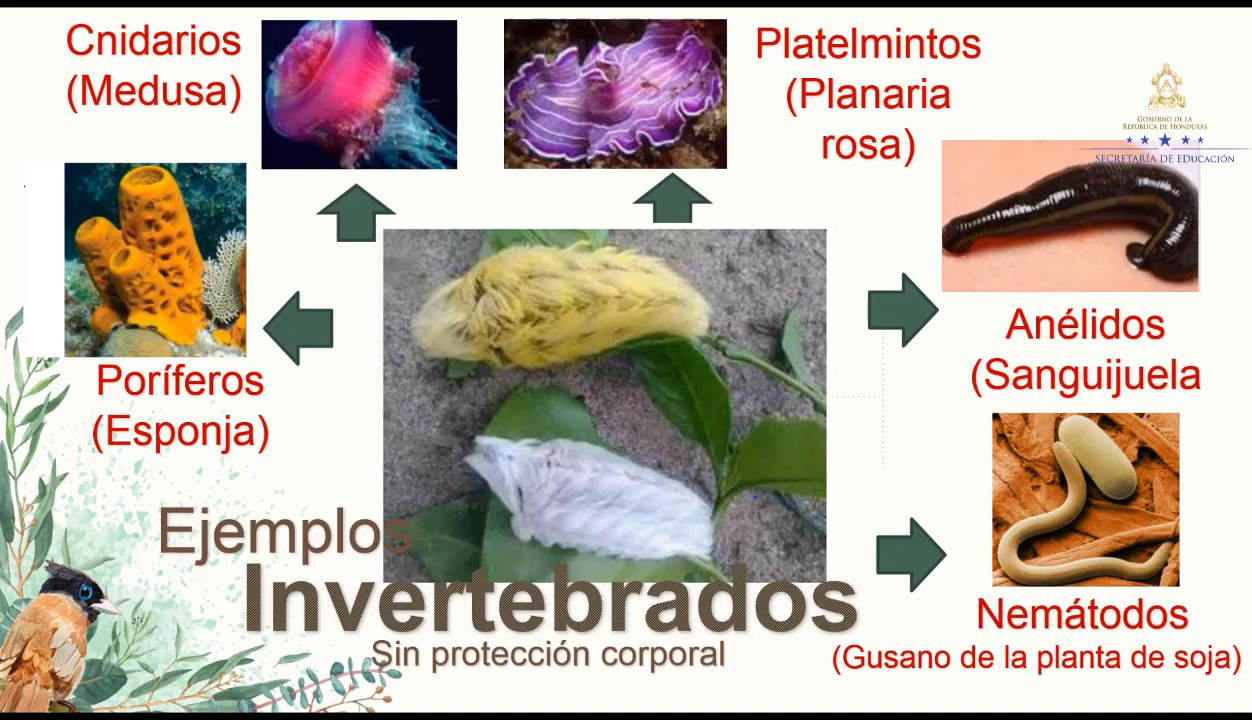 Cnidarios
(Medusa)
Platelmintos
(Planaria
rosa)
GOBIERNO DE LA
REPÚBLICA DE HONDURAS
SECRETARÍA DE EDUCACIÓN
Poríferos
(Esponja)
Anélidos
(Sanguijuela
Nemátodos
(Gusano de la planta de soja)
Ejemplos
Invertebrados
Sin protección corporal